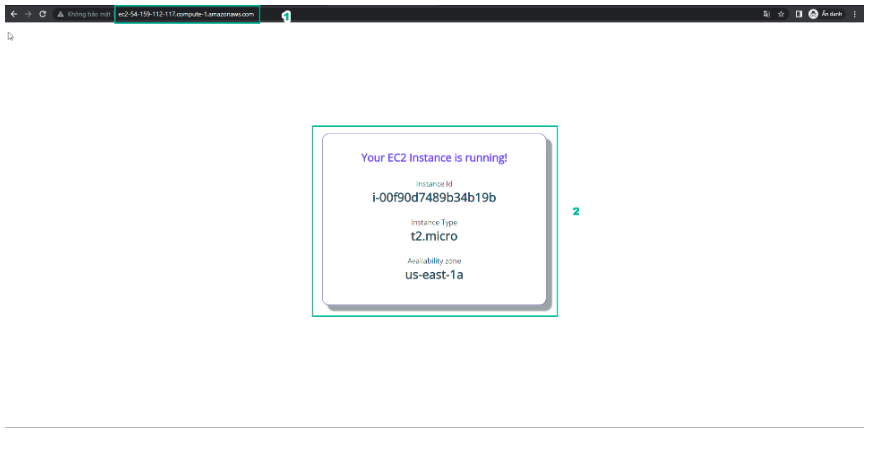 Không bảo mật ec2-54-159-112-117.compute-1.amazonaws.com 1 Ẩn danh
Your EC2 Instance is running!
Instance Id
i-00f90d7489b34b19b
Instance Type
2
t2.micro
Availability zone
us-east-1a